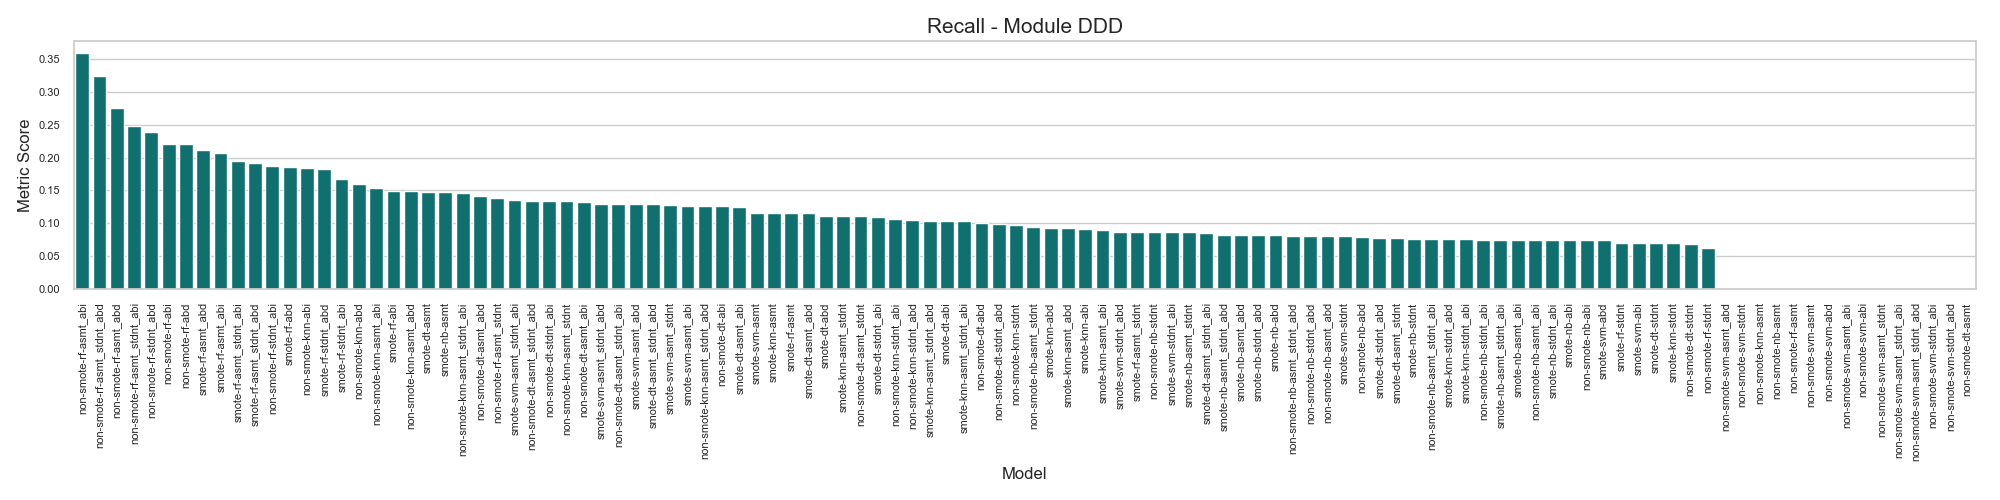 Recall - Module DDD
Metric Score
0.35
0.30
0.25
0.20
0.15
0.10
0.05
0.00
non-smote-rf-asmt_abi
non-smote-rf-asmt_stdnt_abd
non-smote-rf-asmt_abd
non-smote-rf-asmt_stdnt_abi
non-smote-rf-stdnt_abd
non-smote-rf-abi
non-smote-rf-abd
smote-rf-asmt_abd
smote-rf-asmt_abi
smote-rf-asmt_stdnt_abi
smote-rf-asmt_stdnt_abd
non-smote-rf-stdnt_abi
smote-rf-abd
non-smote-knn-abi
smote-rf-stdnt_abd
smote-rf-stdnt_abi
non-smote-knn-abd
non-smote-knn-asmt_abi
smote-rf-abi
non-smote-knn-asmt_abd
smote-dt-asmt
smote-nb-asmt
non-smote-knn-asmt_stdnt_abi
non-smote-dt-asmt_abd
non-smote-rf-asmt_stdnt
smote-svm-asmt_stdnt_abi
non-smote-dt-asmt_stdnt_abd
non-smote-dt-stdnt_abi
non-smote-knn-asmt_stdnt
non-smote-dt-asmt_abi
smote-svm-asmt_stdnt_abd
non-smote-dt-asmt_stdnt_abi
smote-svm-asmt_abd
smote-dt-asmt_stdnt_abd
smote-svm-asmt_stdnt
smote-svm-asmt_abi
non-smote-knn-asmt_stdnt_abd
non-smote-dt-abi
smote-dt-asmt_abi
smote-svm-asmt
smote-knn-asmt
smote-rf-asmt
smote-dt-asmt_abd
smote-dt-abd
smote-knn-asmt_stdnt
non-smote-dt-asmt_stdnt
smote-dt-stdnt_abi
non-smote-knn-stdnt_abi
non-smote-knn-stdnt_abd
smote-knn-asmt_stdnt_abd
smote-dt-abi
smote-knn-asmt_stdnt_abi
non-smote-dt-abd
non-smote-dt-stdnt_abd
non-smote-knn-stdnt
non-smote-nb-asmt_stdnt
smote-knn-abd
smote-knn-asmt_abd
smote-knn-abi
smote-knn-asmt_abi
smote-svm-stdnt_abd
smote-rf-asmt_stdnt
non-smote-nb-stdnt
smote-svm-stdnt_abi
smote-nb-asmt_stdnt
smote-dt-asmt_stdnt_abi
smote-nb-asmt_stdnt_abd
smote-nb-asmt_abd
smote-nb-stdnt_abd
smote-nb-abd
non-smote-nb-asmt_stdnt_abd
non-smote-nb-stdnt_abd
non-smote-nb-asmt_abd
smote-svm-stdnt
non-smote-nb-abd
smote-dt-stdnt_abd
smote-dt-asmt_stdnt
smote-nb-stdnt
non-smote-nb-asmt_stdnt_abi
smote-knn-stdnt_abd
smote-knn-stdnt_abi
non-smote-nb-stdnt_abi
smote-nb-asmt_stdnt_abi
smote-nb-asmt_abi
non-smote-nb-asmt_abi
smote-nb-stdnt_abi
smote-nb-abi
non-smote-nb-abi
smote-svm-abd
smote-rf-stdnt
smote-svm-abi
smote-dt-stdnt
smote-knn-stdnt
non-smote-dt-stdnt
non-smote-rf-stdnt
non-smote-svm-asmt_abd
non-smote-svm-stdnt
non-smote-knn-asmt
non-smote-nb-asmt
non-smote-rf-asmt
non-smote-svm-asmt
non-smote-svm-abd
non-smote-svm-asmt_abi
non-smote-svm-abi
non-smote-svm-asmt_stdnt
non-smote-svm-asmt_stdnt_abi
non-smote-svm-asmt_stdnt_abd
non-smote-svm-stdnt_abi
non-smote-svm-stdnt_abd
non-smote-dt-asmt
Model